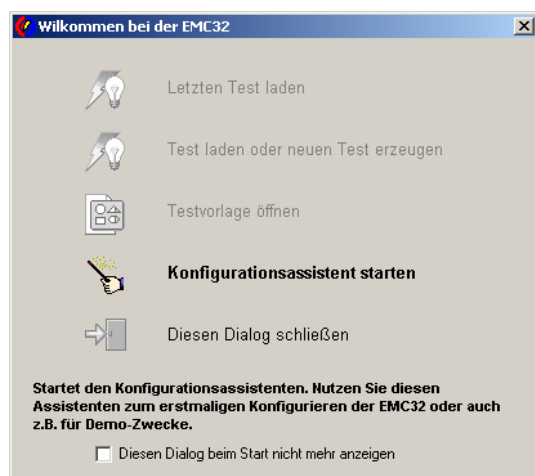 Wilkommen bei der EMC32
Letzten Test laden
Test laden oder neuen Test erzeugen
Testvorlage öffnen
Konfigurationsassistent starten
Diesen Dialog schließen
Startet den Konfigurationsassistenten. Nutzen Sie diesen
Assistenten zum erstmaligen Konfigurieren der EMC32 oder auch
z.B. für Demo-Zwecke.
Diesen Dialog beim Start nicht mehr anzeigen